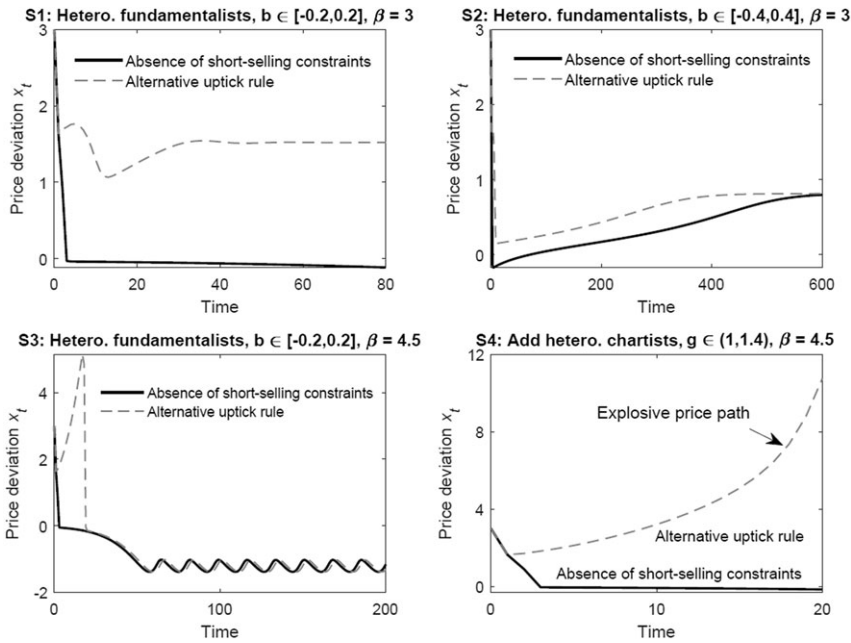 S1: Hetero. fundamentalists, b ∈ [-0.2,0.2], β = 3
3
2
1
0
Price deviation x_t
Absence of short-selling constraints
Alternative uptick rule
0 20 40 60 80
Time
S2: Hetero. fundamentalists, b ∈ [-0.4,0.4], β = 3
3
2
1
0
Price deviation x_t
Absence of short-selling constraints
Alternative uptick rule
0 200 400 600
Time
S3: Hetero. fundamentalists, b ∈ [-0.2,0.2], β = 4.5
4
2
0
-2
Price deviation x_t
Absence of short-selling constraints
Alternative uptick rule
0 100 200
Time
S4: Add hetero. chartists, g ∈ (1,1.4), β = 4.5
12
8
4
0
Price deviation x_t
Explosive price path
Alternative uptick rule
Absence of short-selling constraints
0 10 20
Time